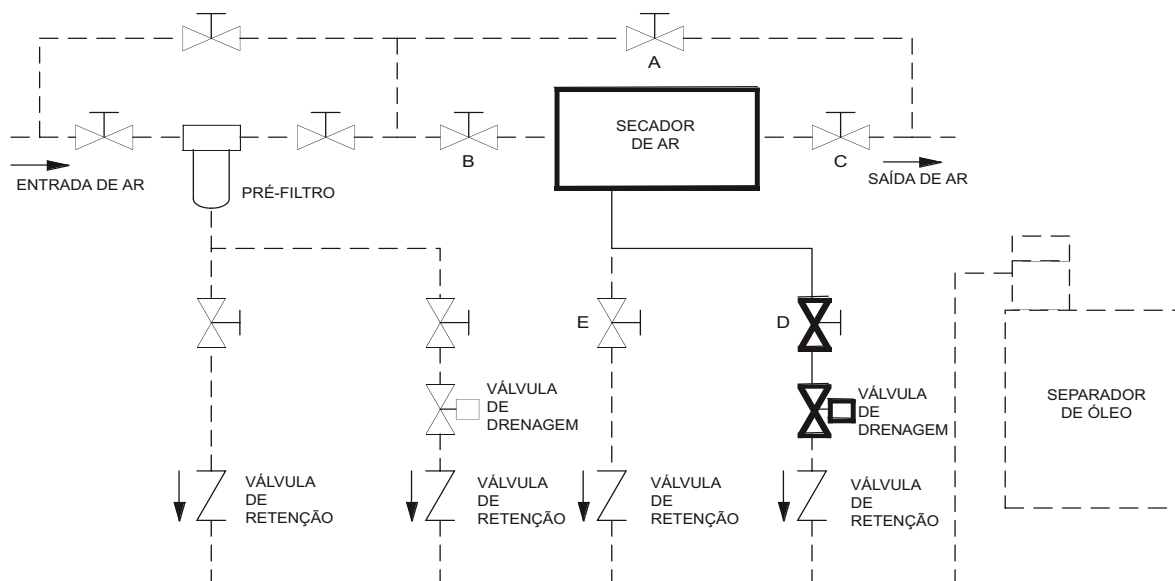 A
SECADOR
DE AR
B
C
ENTRADA DE AR
PRÉ-FILTRO
SAÍDA DE AR
E
D
VÁLVULA
DE
DRENAGEM
VÁLVULA
DE
DRENAGEM
SEPARADOR
DE ÓLEO
VÁLVULA
DE
RETENÇÃO
VÁLVULA
DE
RETENÇÃO
VÁLVULA
DE
RETENÇÃO
VÁLVULA
DE
RETENÇÃO